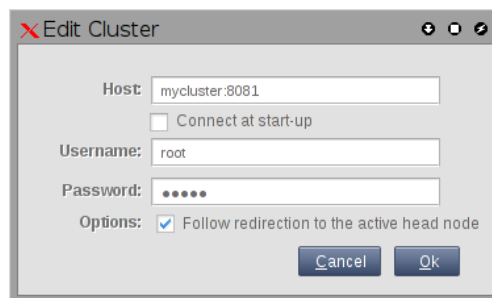 Edit Cluster
Host: mycluster:8081
Connect at start-up
Username: root
Password: ●●●●●
Options: Follow redirection to the active head node
Cancel Ok